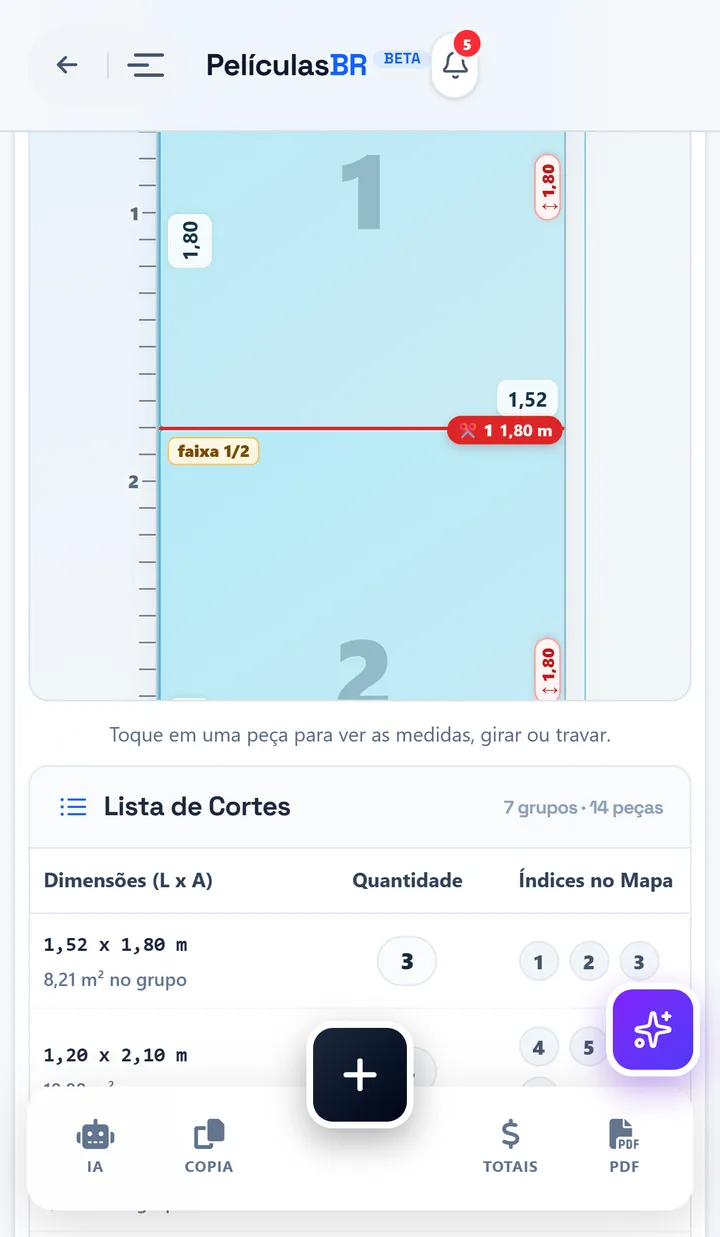 PelículasBR BETA 5
1
1,80
1
1,80
1,52
1 1,80 m
faixa 1/2
2
2
1,80
Toque em uma peça para ver as medidas, girar ou travar.
Lista de Cortes
7 grupos · 14 peças
Dimensões (L x A) Quantidade Índices no Mapa
1,52 x 1,80 m
8,21 m² no grupo
3
1 2 3
1,20 x 2,10 m
4 5
IA COPIA TOTAIS PDF